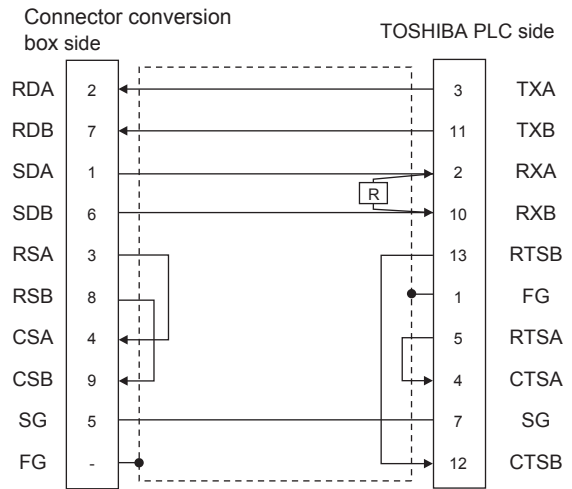 Connector conversion
box side
TOSHIBA PLC side
RDA 2 3 TXA
RDB 7 11 TXB
SDA 1 2 RXA
R
SDB 6 10 RXB
RSA 3 13 RTSB
RSB 8 1 FG
CSA 4 5 RTSA
CSB 9 4 CTSA
SG 5 7 SG
FG - 12 CTSB